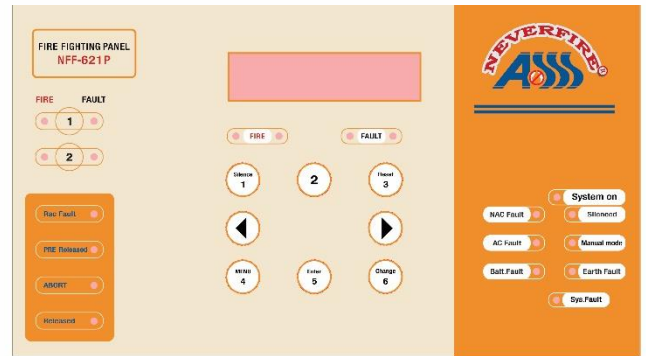 FIRE FIGHTING PANEL
NFF-621P
FIRE FAULT
1
2
Rac Fault
PRE Released
ABORT
Released
FIRE FAULT
Silence
1
2
Reset
3
MENU
4
Enter
5
Change
6
NEVERFIRE®
System on
NAC Fault Silenced
AC Fault Manual mode
Batt.Fault Earth Fault
Sys.Fault